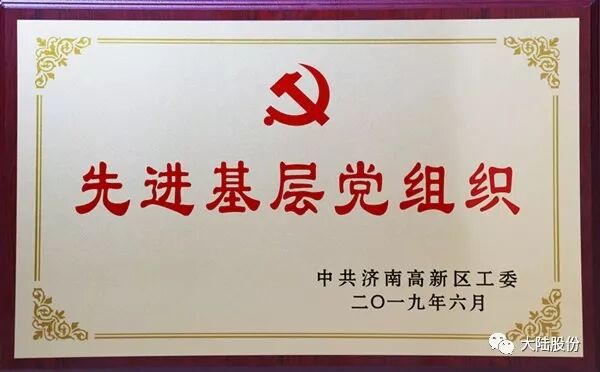 先进基层党组织
中共济南高新区工委
二〇一九年六月
大陆股份